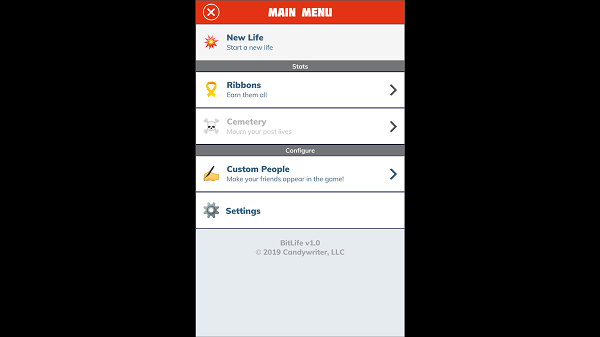 MAIN MENU
New Life
Start a new life
Stats
Ribbons
Earn them all
Cemetery
Mourn your past lives
Configure
Custom People
Make your friends appear in the game!
Settings
BitLife v1.0
© 2019 Candywriter, LLC